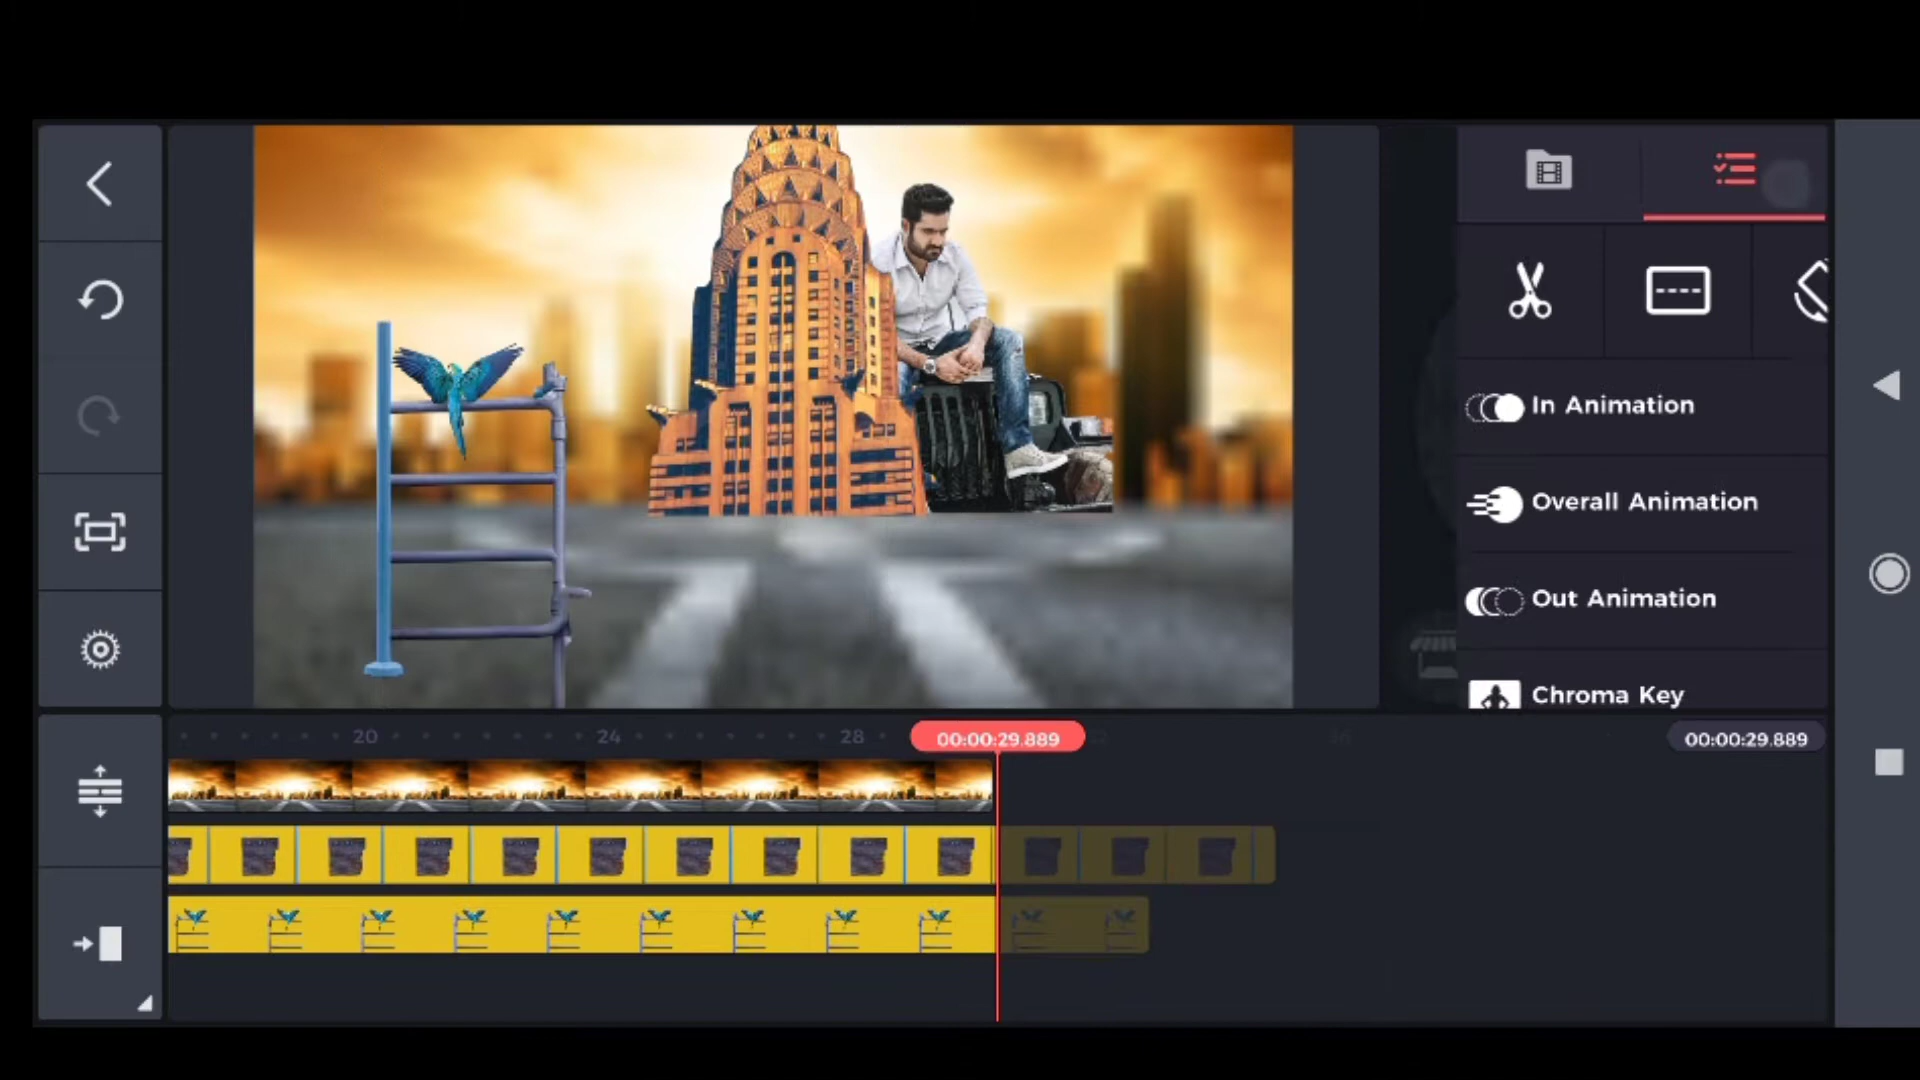 In Animation
Overall Animation
Out Animation
Chroma Key
20
24
28
00:00:29.889
00:00:29.889